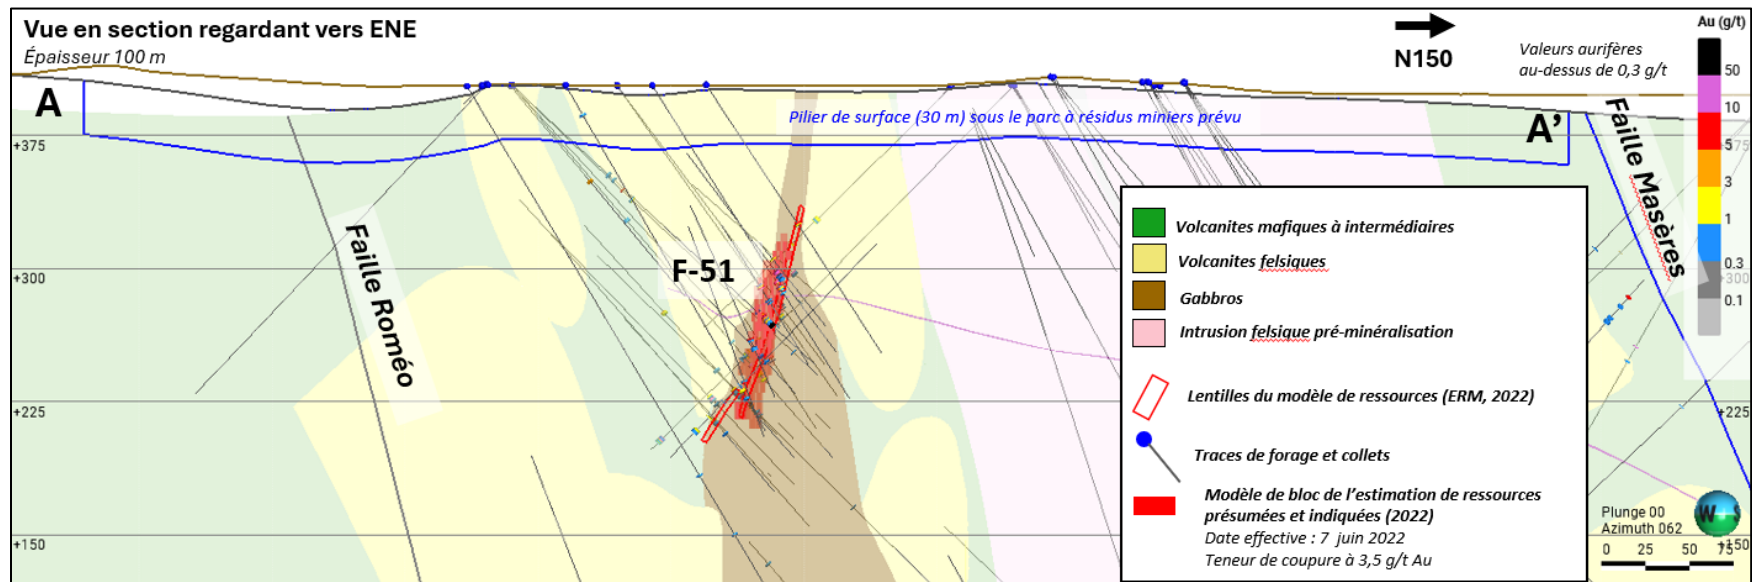 Vue en section regardant vers ENE
Épaisseur 100 m
N150
Valeurs aurifères
au-dessus de 0,3 g/t
Au (g/t)
50
10
5
3
1
0.3
0.1
A
A’
Pilier de surface (30 m) sous le parc à résidus miniers prévu
+375
+300
+225
+150
Faille Roméo
F-51
Faille Masères
+375
+300
+225
+150
Volcanites mafiques à intermédiaires
Volcanites felsiques
Gabbros
Intrusion felsique pré-minéralisation
Lentilles du modèle de ressources (ERM, 2022)
Traces de forage et collets
Modèle de bloc de l’estimation de ressources
présumées et indiquées (2022)
Date effective : 7 juin 2022
Teneur de coupure à 3,5 g/t Au
Plunge 00
Azimuth 062
0 25 50 75
W S